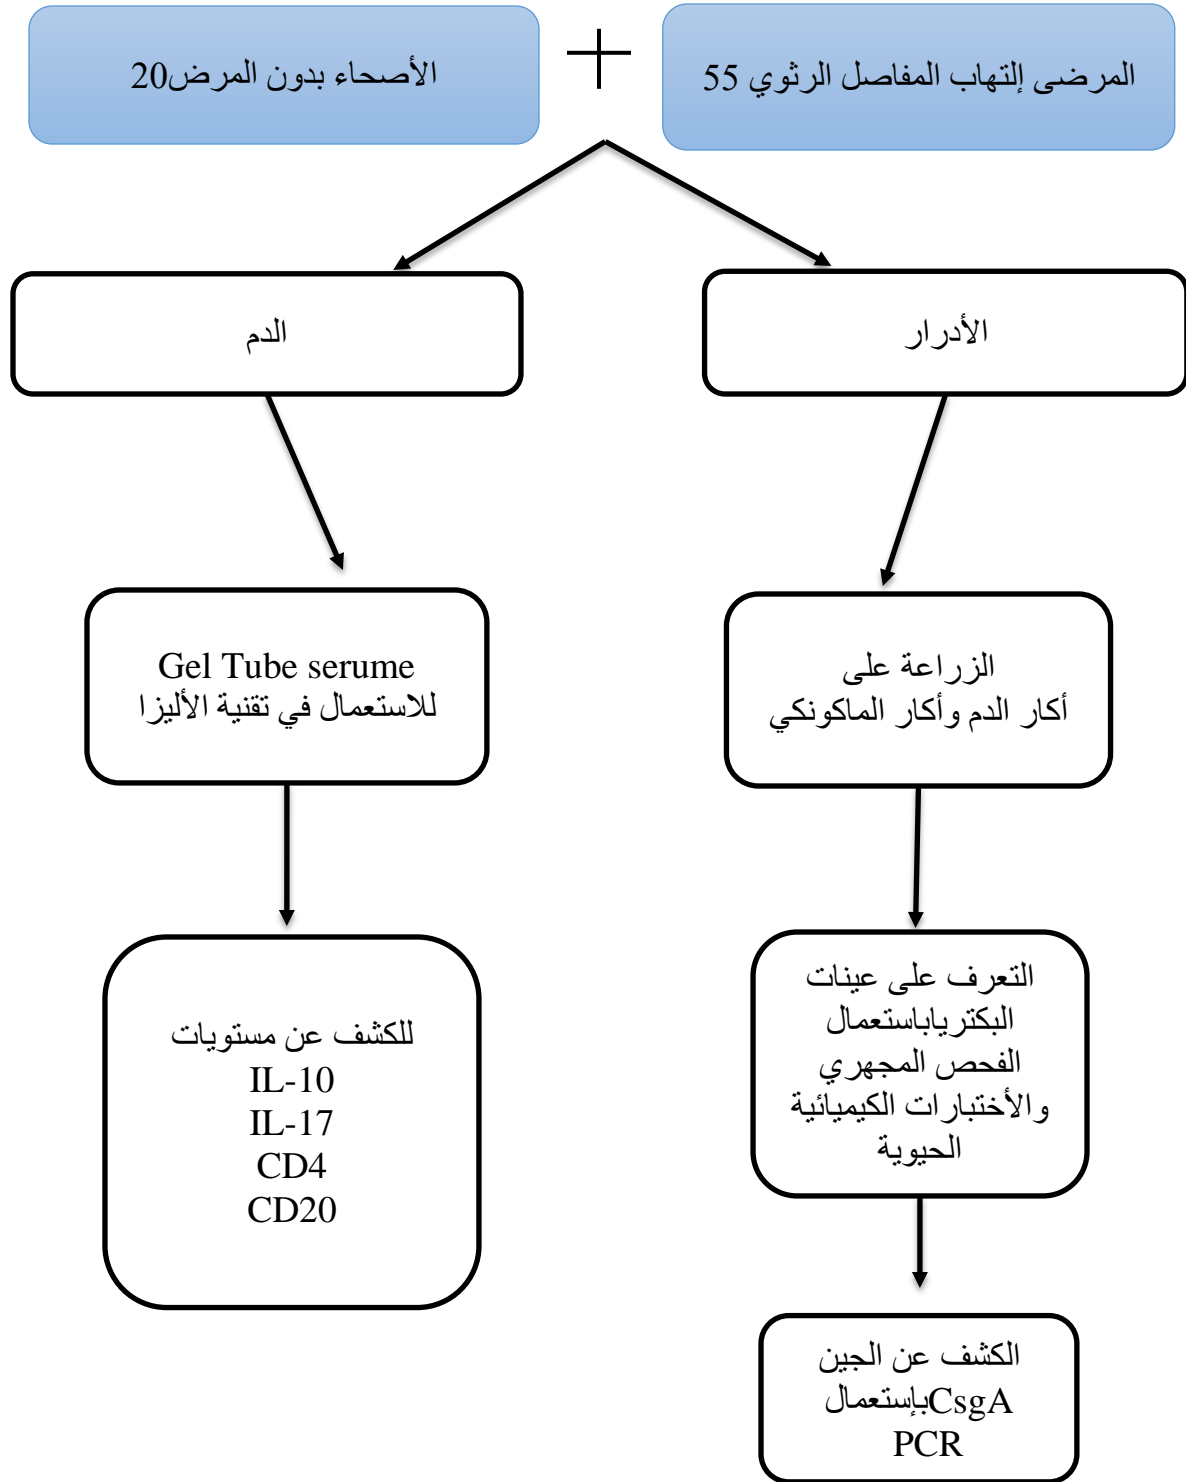 المرضى إلتهاب المفاصل الرثوي 55
الأصحاء بدون المرض20
الأدرار
الدم
الزراعة على
أكار الدم وأكار الماكونكي
Gel Tube serume
للاستعمال في تقنية الأليزا
التعرف على عينات
البكترياباستعمال
الفحص المجهري
والأختبارات الكيميائية
الحيوية
للكشف عن مستويات
IL-10
IL-17
CD4
CD20
الكشف عن الجين
CsgAبإستعمال
PCR